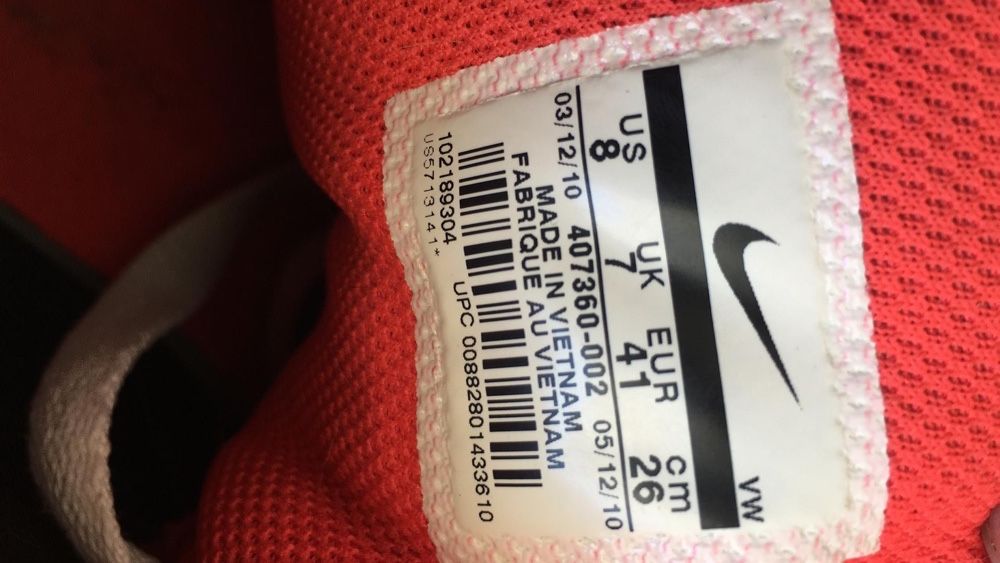 VW
US UK EUR cm
8 7 41 26
03/12/10 407360-002 05/12/10
MADE IN VIETNAM
FABRIQUE AU VIETNAM
UPC 00882801433610
102189304
US5713141*